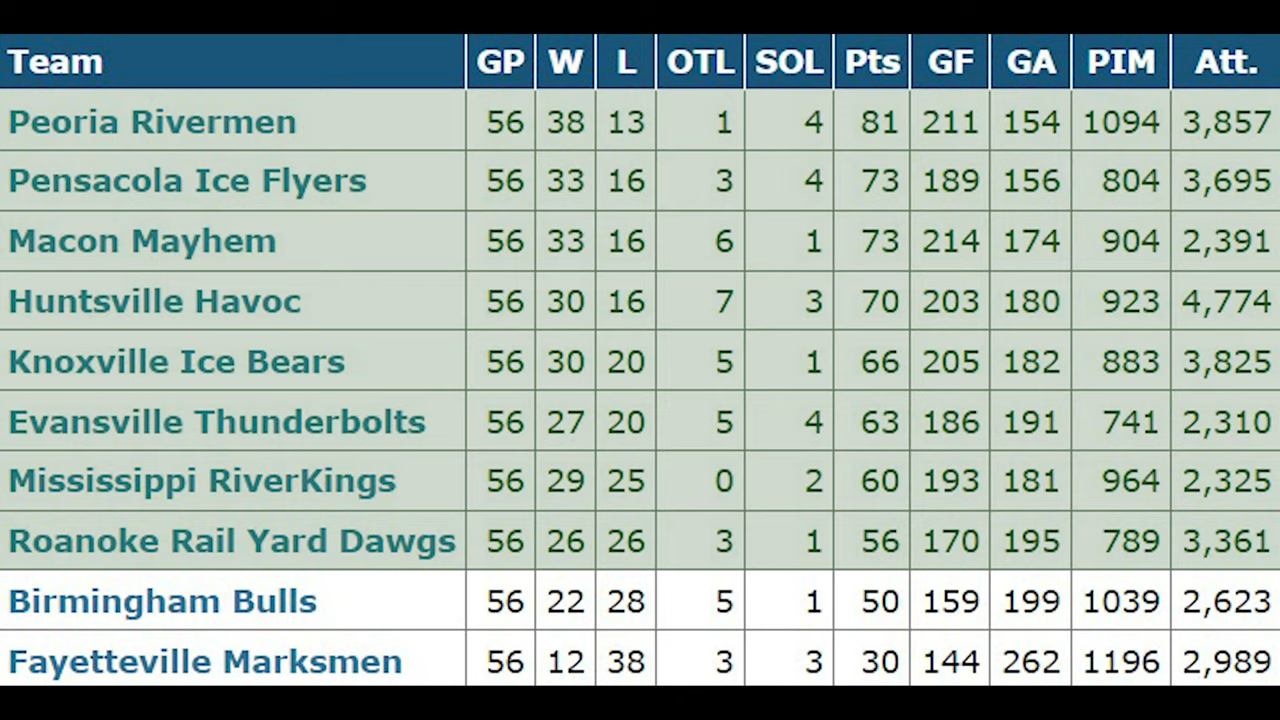 Team GP W L OTL SOL Pts GF GA PIM Att.
Peoria Rivermen 56 38 13 1 4 81 211 154 1094 3,857
Pensacola Ice Flyers 56 33 16 3 4 73 189 156 804 3,695
Macon Mayhem 56 33 16 6 1 73 214 174 904 2,391
Huntsville Havoc 56 30 16 7 3 70 203 180 923 4,774
Knoxville Ice Bears 56 30 20 5 1 66 205 182 883 3,825
Evansville Thunderbolts 56 27 20 5 4 63 186 191 741 2,310
Mississippi RiverKings 56 29 25 0 2 60 193 181 964 2,325
Roanoke Rail Yard Dawgs 56 26 26 3 1 56 170 195 789 3,361
Birmingham Bulls 56 22 28 5 1 50 159 199 1039 2,623
Fayetteville Marksmen 56 12 38 3 3 30 144 262 1196 2,989